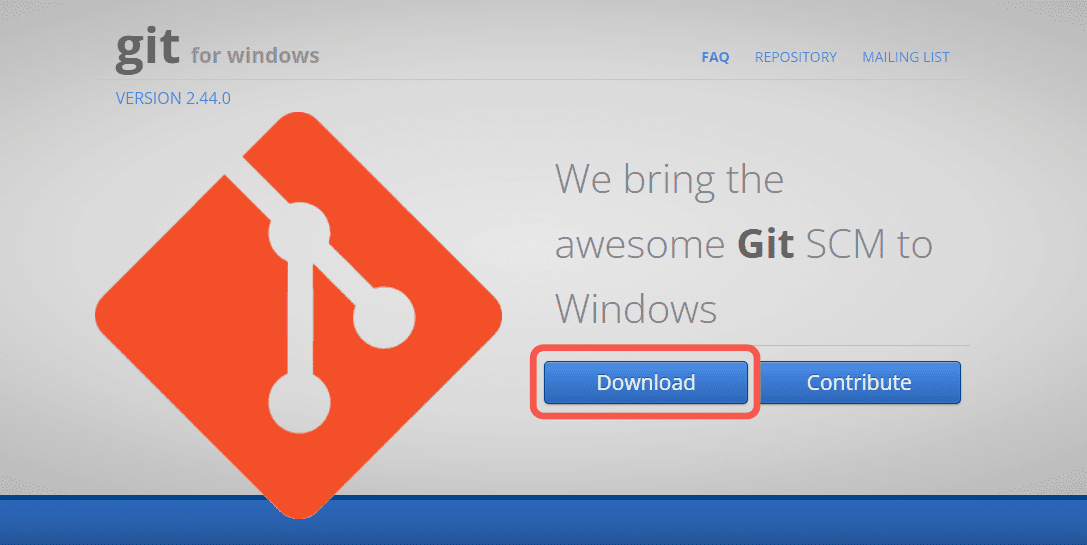 git for windows
FAQ REPOSITORY MAILING LIST
VERSION 2.44.0
We bring the
awesome Git SCM to
Windows
Download Contribute